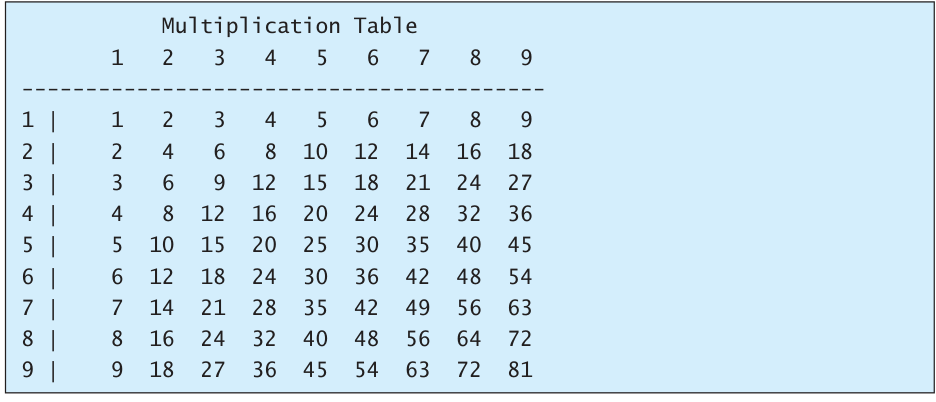 Multiplication Table
       1   2   3   4   5   6   7   8   9
-----------------------------------------
1 |    1   2   3   4   5   6   7   8   9
2 |    2   4   6   8  10  12  14  16  18
3 |    3   6   9  12  15  18  21  24  27
4 |    4   8  12  16  20  24  28  32  36
5 |    5  10  15  20  25  30  35  40  45
6 |    6  12  18  24  30  36  42  48  54
7 |    7  14  21  28  35  42  49  56  63
8 |    8  16  24  32  40  48  56  64  72
9 |    9  18  27  36  45  54  63  72  81